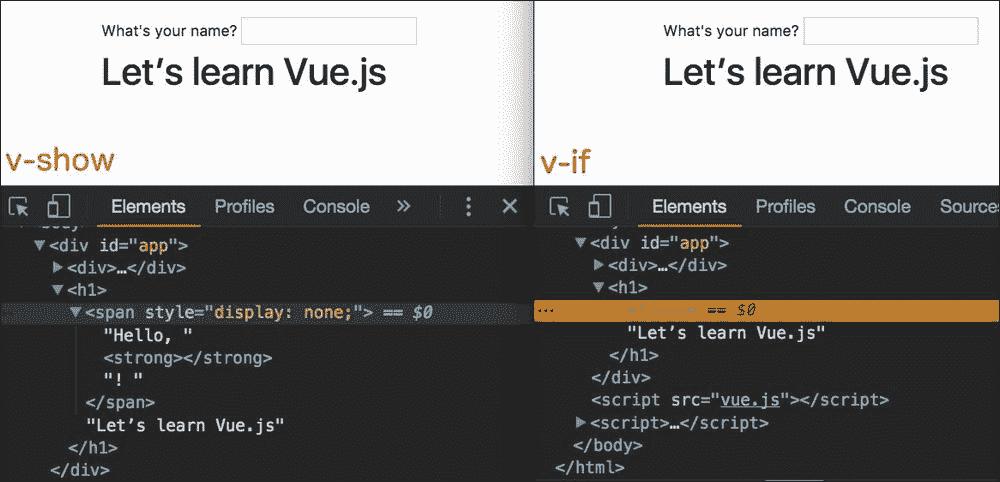 What's your name?
Let’s learn Vue.js
v-show
Elements Profiles Console »
▼<div id="app">
▶<div>…</div>
▼<h1>
▼<span style="display: none;"> == $0
"Hello, "
<strong></strong>
"! "
</span>
"Let’s learn Vue.js"
</h1>
</div>
What's your name?
Let’s learn Vue.js
v-if
Elements Profiles Console Sources
▼<div id="app">
▶<div>…</div>
▼<h1>
... == $0
"Let’s learn Vue.js"
</h1>
</div>
<script src="vue.js"></script>
▶<script>…</script>
</body>
</html>